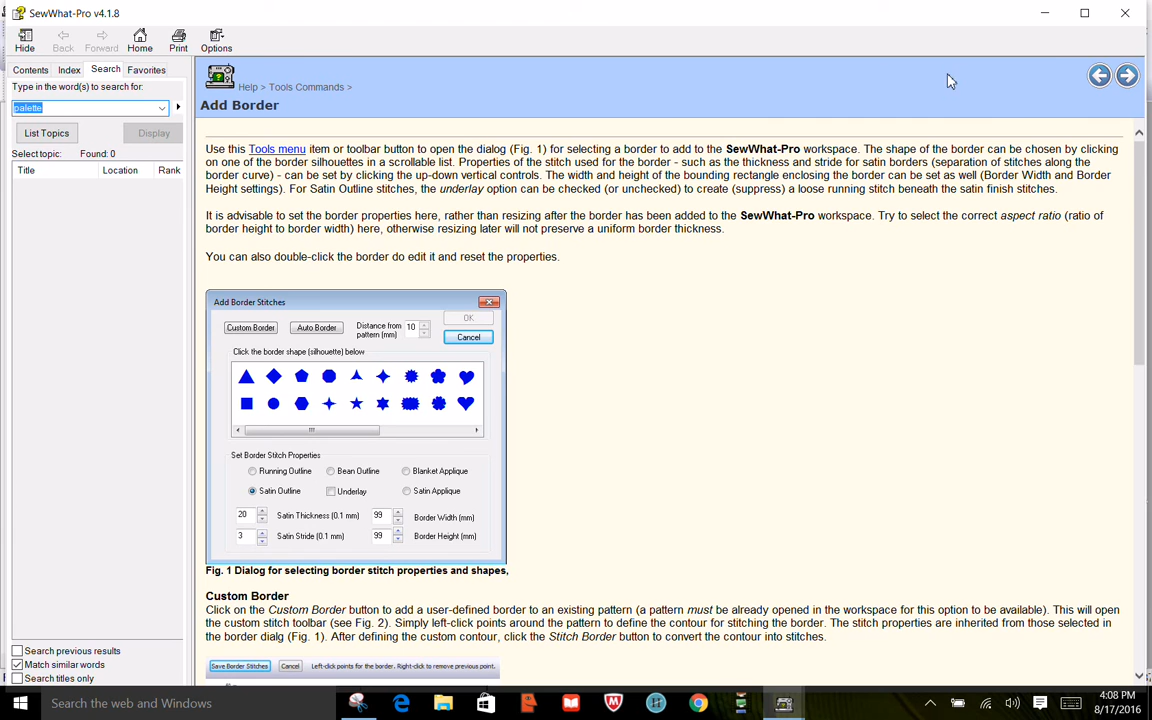 SewWhat-Pro v4.1.8
Hide
Back
Forward
Home
Print
Options
Contents
Index
Search
Favorites
Type in the word(s) to search for:
palette
List Topics
Display
Select topic:
Found: 0
Title
Location
Rank
Help > Tools Commands >
Add Border
Use this Tools menu item or toolbar button to open the dialog (Fig. 1) for selecting a border to add to the SewWhat-Pro workspace. The shape of the border can be chosen by clicking
on one of the border silhouettes in a scrollable list. Properties of the stitch used for the border - such as the thickness and stride for satin borders (separation of stitches along the
border curve) - can be set by clicking the up-down vertical controls. The width and height of the bounding rectangle enclosing the border can be set as well (Border Width and Border
Height settings). For Satin Outline stitches, the underlay option can be checked (or unchecked) to create (suppress) a loose running stitch beneath the satin finish stitches.
It is advisable to set the border properties here, rather than resizing after the border has been added to the SewWhat-Pro workspace. Try to select the correct aspect ratio (ratio of
border height to border width) here, otherwise resizing later will not preserve a uniform border thickness.
You can also double-click the border do edit it and reset the properties.
Add Border Stitches
Custom Border
Auto Border
Distance from
pattern (mm)
10
OK
Cancel
Click the border shape (silhouette) below
Set Border Stitch Properties
Running Outline
Bean Outline
Blanket Applique
Satin Outline
Underlay
Satin Applique
20
Satin Thickness (0.1 mm)
99
Border Width (mm)
3
Satin Stride (0.1 mm)
99
Border Height (mm)
Fig. 1 Dialog for selecting border stitch properties and shapes,
Custom Border
Click on the Custom Border button to add a user-defined border to an existing pattern (a pattern must be already opened in the workspace for this option to be available). This will open
the custom stitch toolbar (see Fig. 2). Simply left-click points around the pattern to define the contour for stitching the border. The stitch properties are inherited from those selected in
the border dialg (Fig. 1). After defining the custom contour, click the Stitch Border button to convert the contour into stitches.
Save Border Stitches
Cancel
Left-click points for the border. Right-click to remove previous point.
Search previous results
Match similar words
Search titles only
Search the web and Windows
4:08 PM
8/17/2016